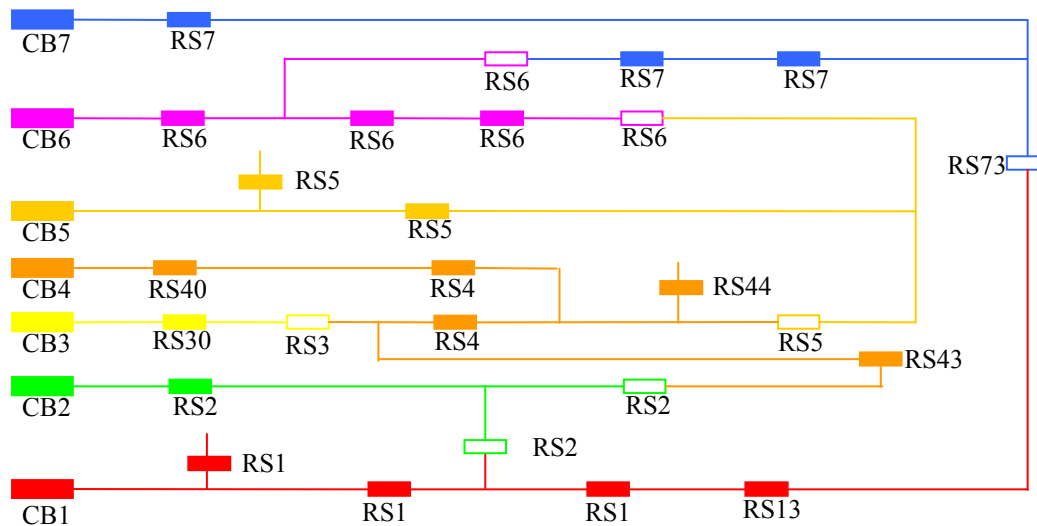 CB7 RS7
RS6 RS7 RS7
CB6 RS6 RS6 RS6 RS6
RS73
RS5
CB5 RS5
CB4 RS40 RS4 RS44
CB3 RS30 RS3 RS4 RS5
RS43
CB2 RS2 RS2
RS2
RS1
CB1 RS1 RS1 RS13